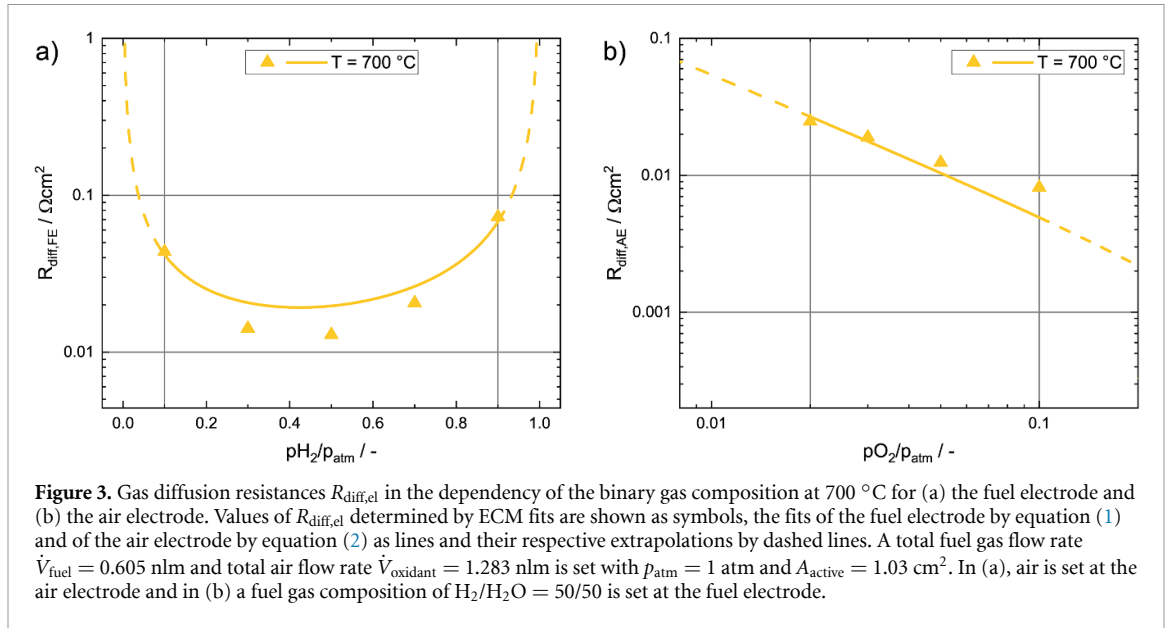 a)
T = 700 °C
1
0.1
0.01
R_diff,FE / Ωcm²
0.0 0.2 0.4 0.6 0.8 1.0
pH₂/p_atm / -
b)
T = 700 °C
0.1
0.01
0.001
R_diff,AE / Ωcm²
0.01 0.1
pO₂/p_atm / -
Figure 3. Gas diffusion resistances R_diff,el in the dependency of the binary gas composition at 700 °C for (a) the fuel electrode and
(b) the air electrode. Values of R_diff,el determined by ECM fits are shown as symbols, the fits of the fuel electrode by equation (1)
and of the air electrode by equation (2) as lines and their respective extrapolations by dashed lines. A total fuel gas flow rate
V̇_fuel = 0.605 nlm and total air flow rate V̇_oxidant = 1.283 nlm is set with p_atm = 1 atm and A_active = 1.03 cm². In (a), air is set at the
air electrode and in (b) a fuel gas composition of H₂/H₂O = 50/50 is set at the fuel electrode.